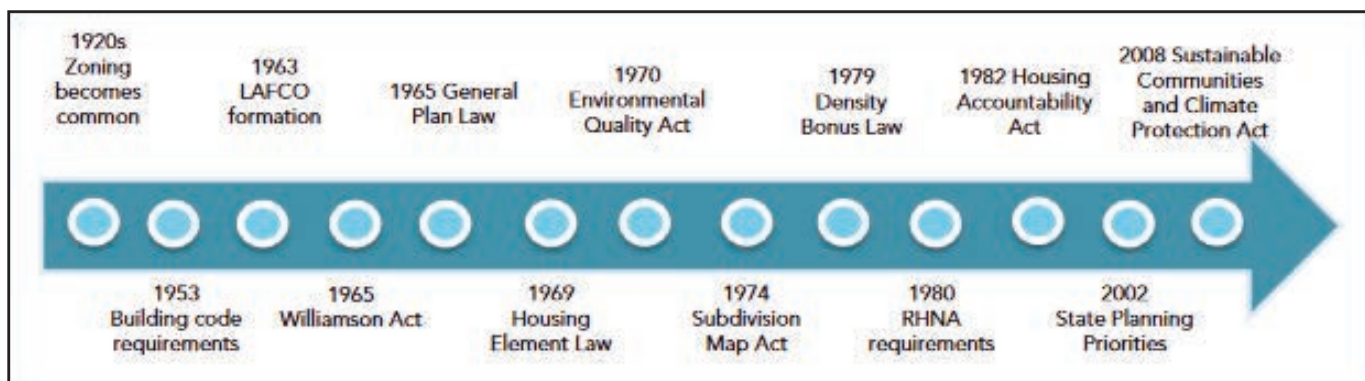 1920s
Zoning
becomes
common
1953
Building code
requirements
1963
LAFCO
formation
1965
Williamson Act
1965 General
Plan Law
1969
Housing
Element Law
1970
Environmental
Quality Act
1974
Subdivision
Map Act
1979
Density
Bonus Law
1980
RHNA
requirements
1982 Housing
Accountability
Act
2002
State Planning
Priorities
2008 Sustainable
Communities
and Climate
Protection Act